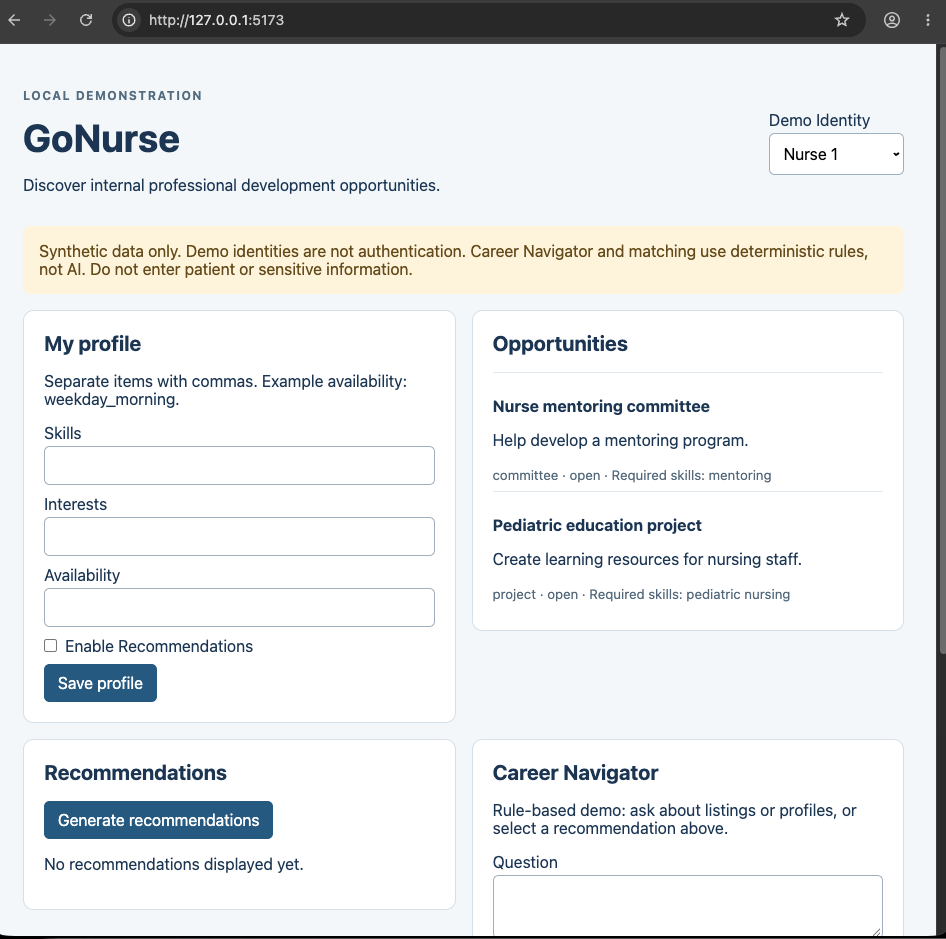 http://127.0.0.1:5173
LOCAL DEMONSTRATION
GoNurse
Discover internal professional development opportunities.
Demo Identity
Nurse 1
Synthetic data only. Demo identities are not authentication. Career Navigator and matching use deterministic rules,
not AI. Do not enter patient or sensitive information.
My profile
Separate items with commas. Example availability:
weekday_morning.
Skills
Interests
Availability
Enable Recommendations
Save profile
Opportunities
Nurse mentoring committee
Help develop a mentoring program.
committee · open · Required skills: mentoring
Pediatric education project
Create learning resources for nursing staff.
project · open · Required skills: pediatric nursing
Recommendations
Generate recommendations
No recommendations displayed yet.
Career Navigator
Rule-based demo: ask about listings or profiles, or
select a recommendation above.
Question